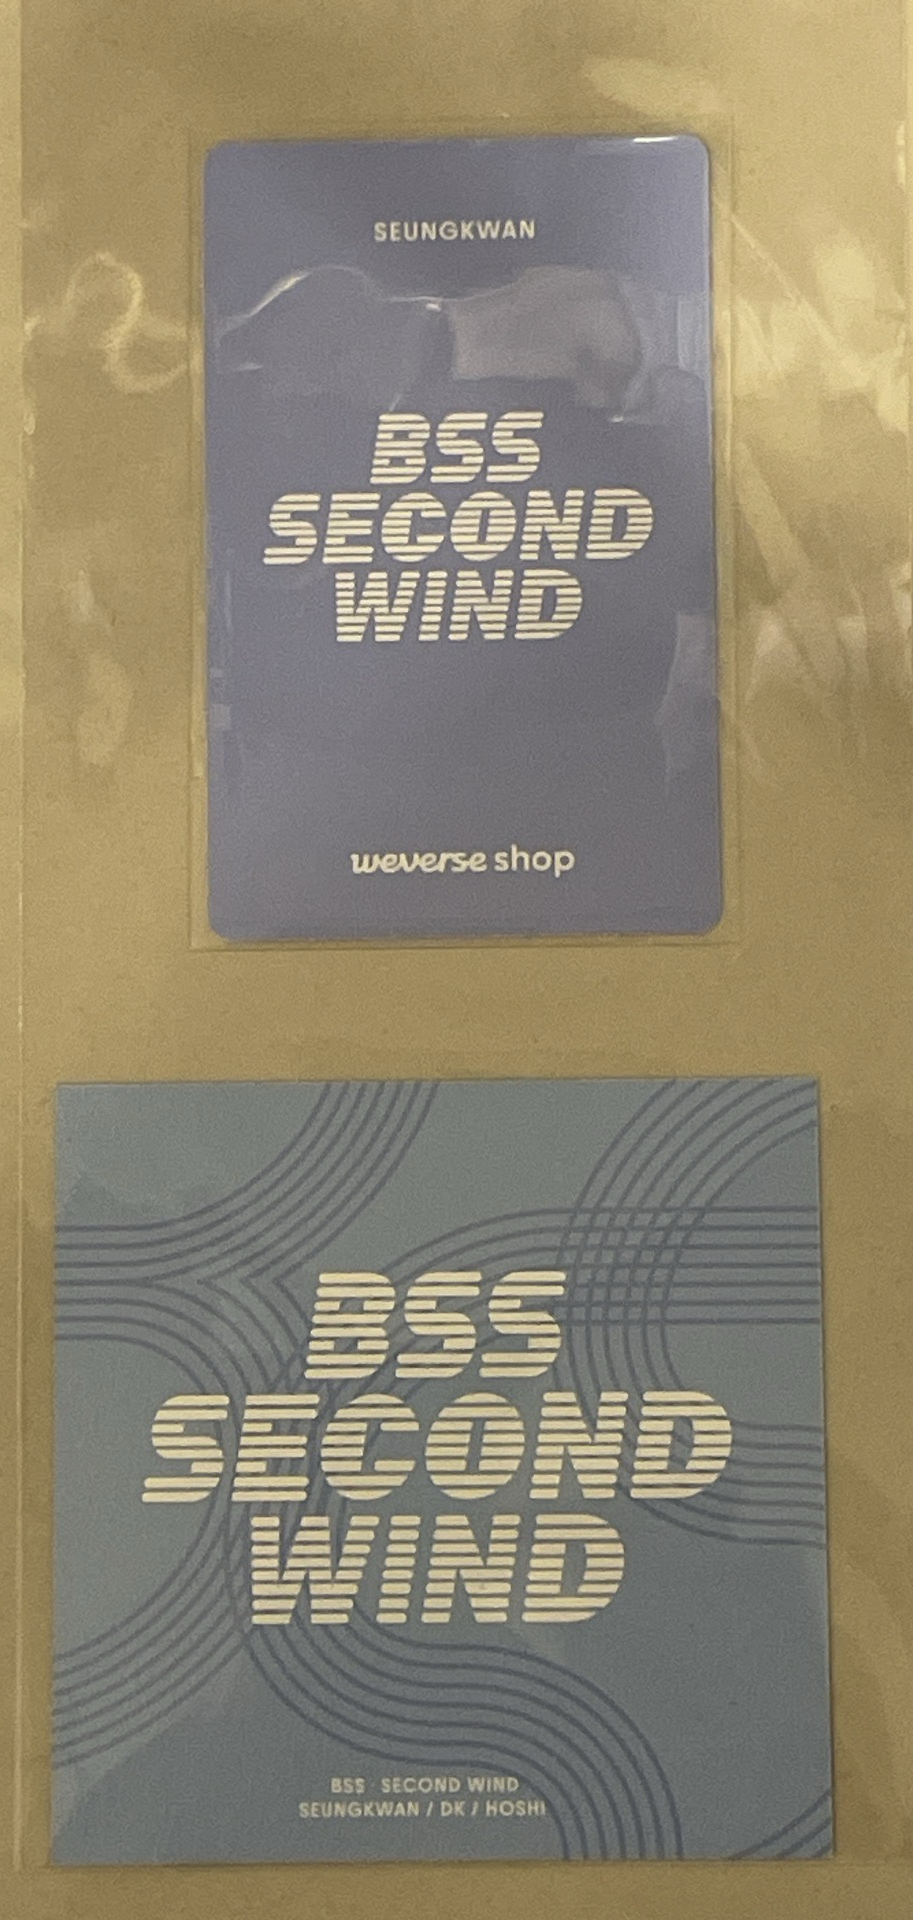 SEUNGKWAN
BSS
SECOND
WIND
weverse shop
BSS
SECOND
WIND
BSS · SECOND WIND
SEUNGKWAN / DK / HOSHI